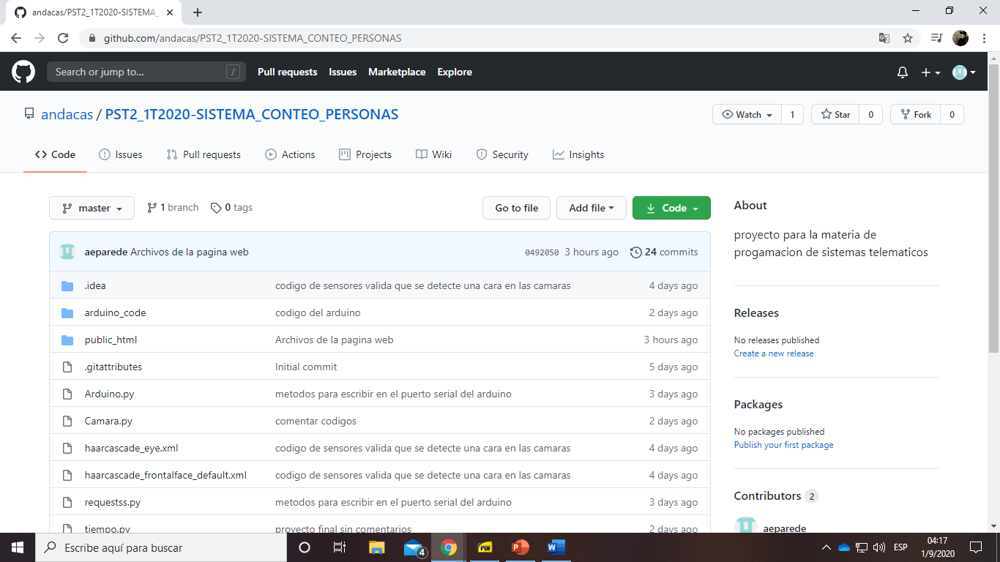 andacas/PST2_1T2020-SISTEMA_
github.com/andacas/PST2_1T2020-SISTEMA_CONTEO_PERSONAS
Search or jump to... / Pull requests Issues Marketplace Explore
andacas / PST2_1T2020-SISTEMA_CONTEO_PERSONAS Watch 1 Star 0 Fork 0
Code Issues Pull requests Actions Projects Wiki Security Insights
master 1 branch 0 tags Go to file Add file Code
aeparede Archivos de la pagina web 0492050 3 hours ago 24 commits
.idea codigo de sensores valida que se detecte una cara en las camaras 4 days ago
arduino_code codigo del arduino 2 days ago
public_html Archivos de la pagina web 3 hours ago
.gitattributes Initial commit 5 days ago
Arduino.py metodos para escribir en el puerto serial del arduino 3 days ago
Camara.py comentar codigos 2 days ago
haarcascade_eye.xml codigo de sensores valida que se detecte una cara en las camaras 4 days ago
haarcascade_frontalface_default.xml codigo de sensores valida que se detecte una cara en las camaras 4 days ago
requestss.py metodos para escribir en el puerto serial del arduino 3 days ago
tiempo.py proyecto final sin comentarios 2 days ago
About
proyecto para la materia de
progamacion de sistemas telematicos
Releases
No releases published
Create a new release
Packages
No packages published
Publish your first package
Contributors 2
aeparede
Escribe aquí para buscar
4
PDF
ESP
04:17
1/9/2020